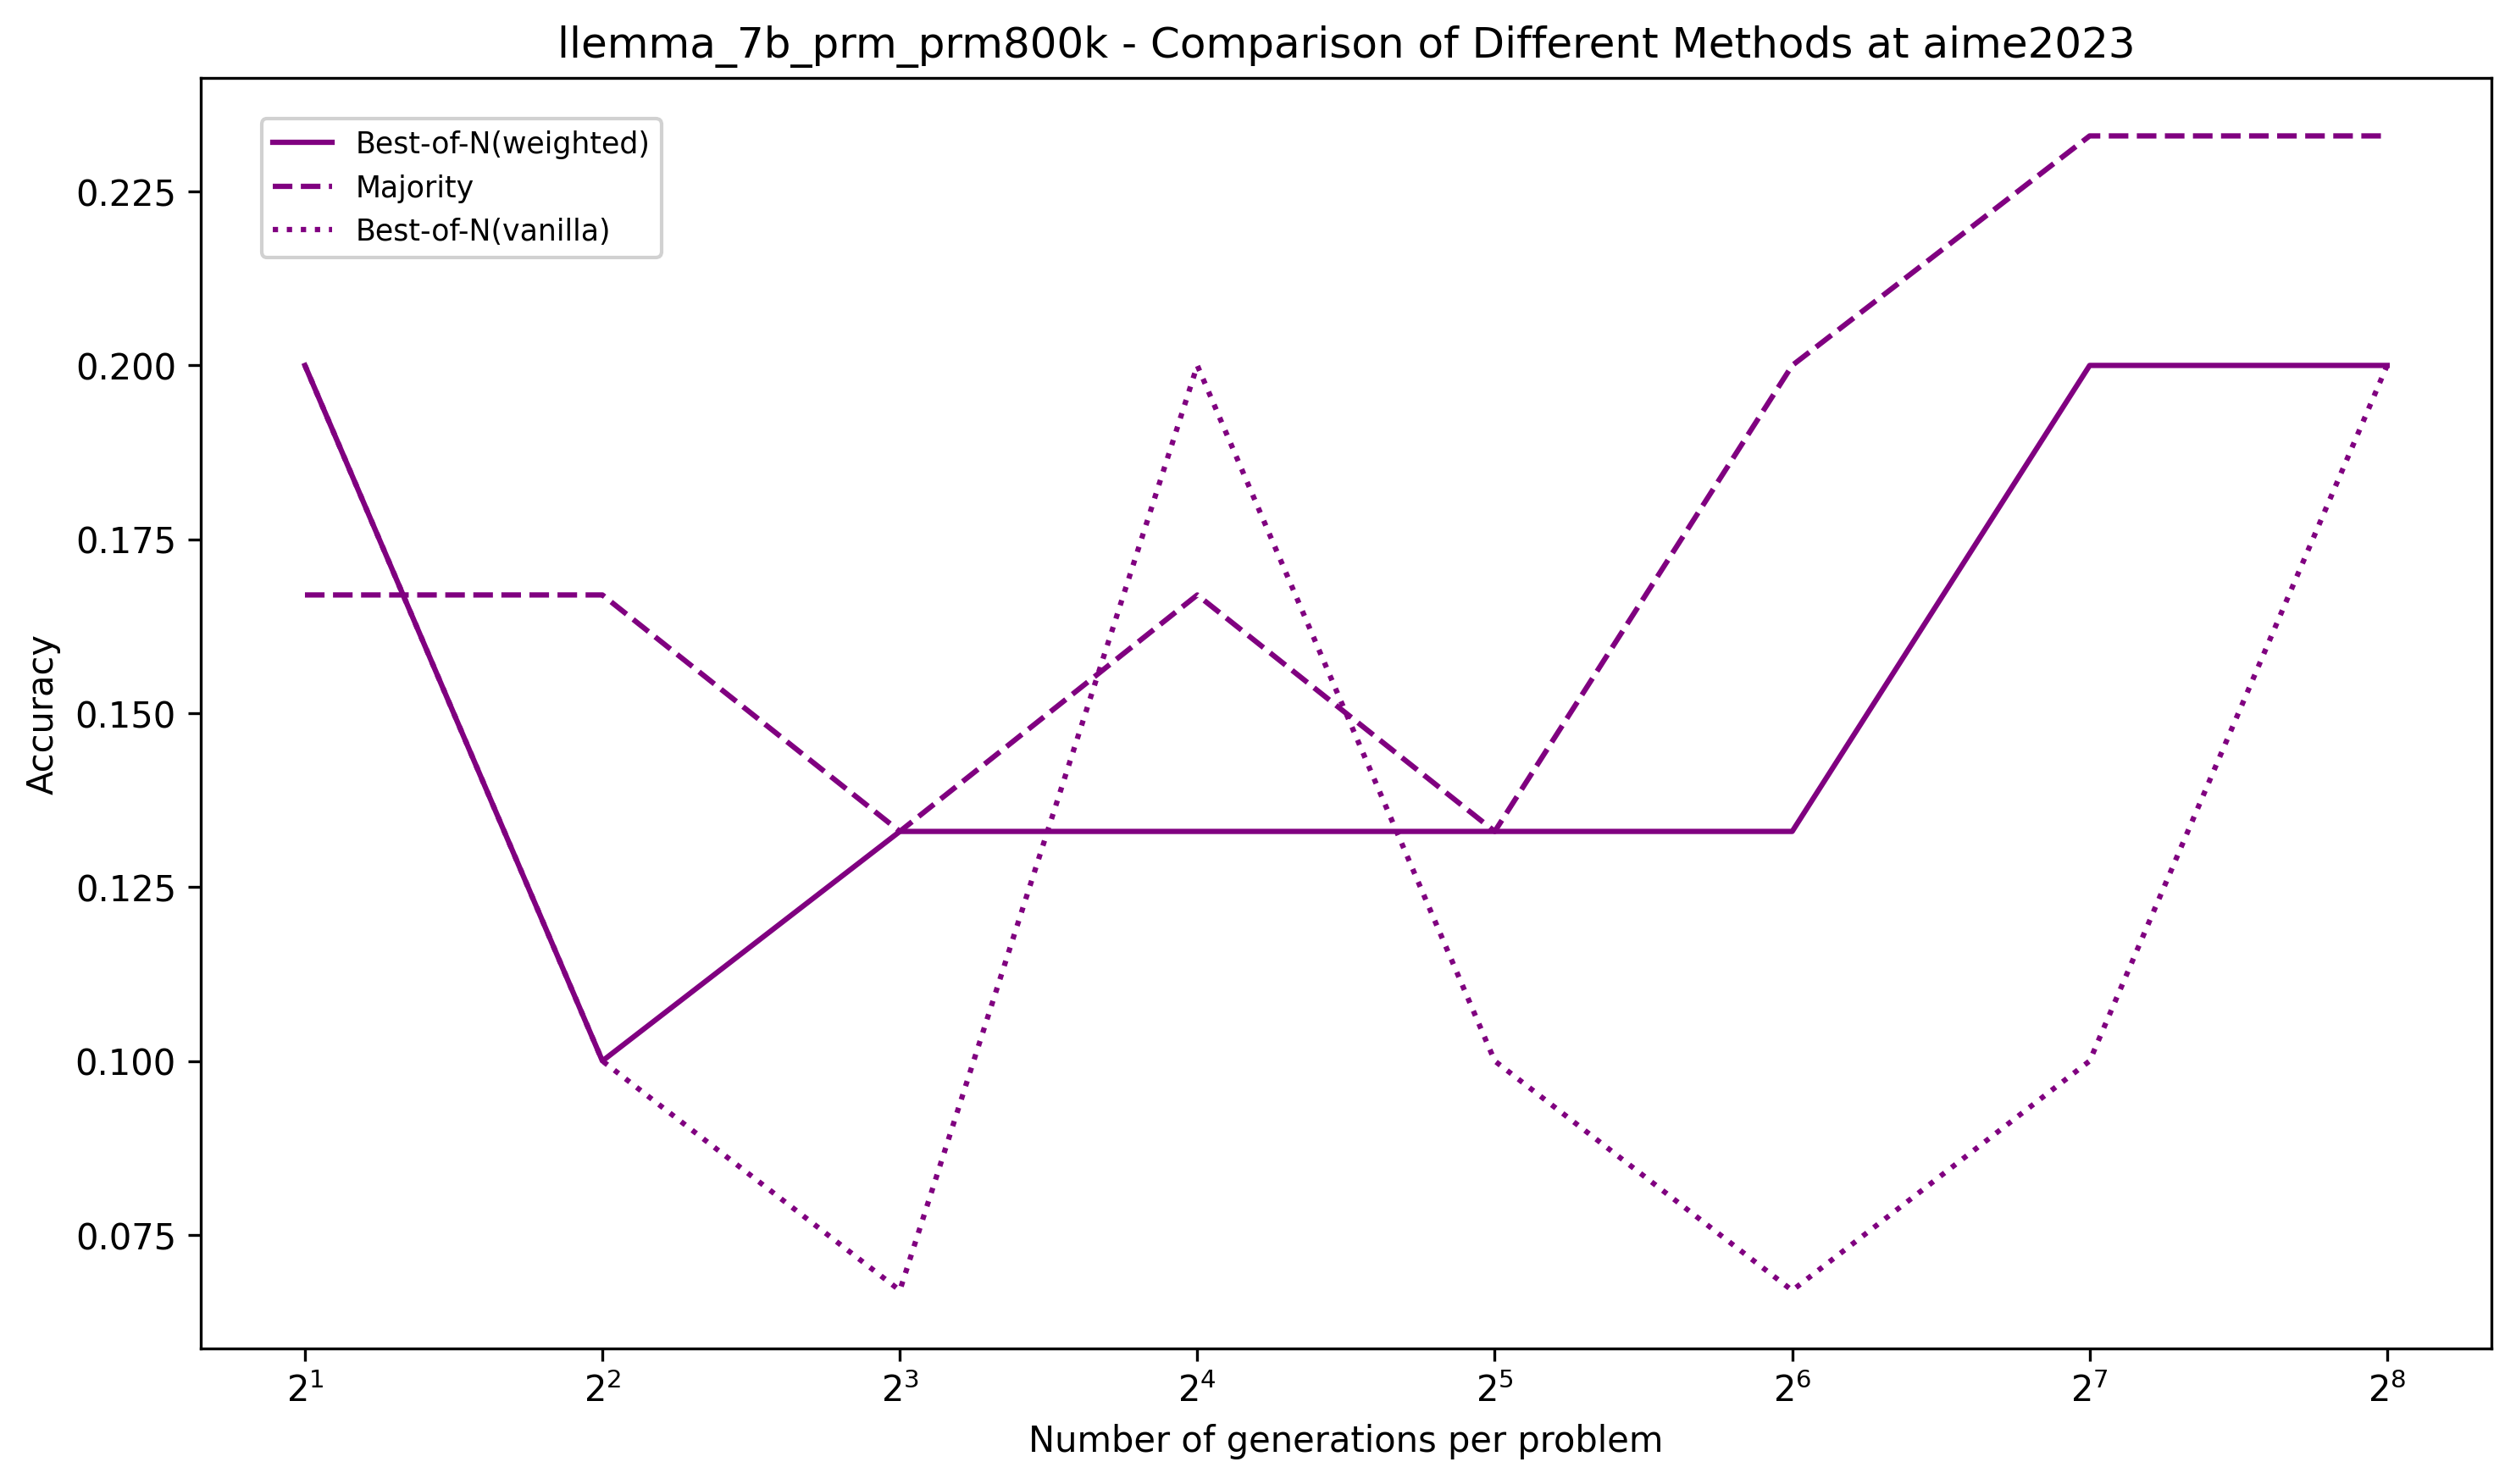 llemma_7b_prm_prm800k - Comparison of Different Methods at aime2023
Best-of-N(weighted)
Majority
Best-of-N(vanilla)
0.225
0.200
0.175
0.150
0.125
0.100
0.075
Accuracy
2¹ 2² 2³ 2⁴ 2⁵ 2⁶ 2⁷ 2⁸
Number of generations per problem